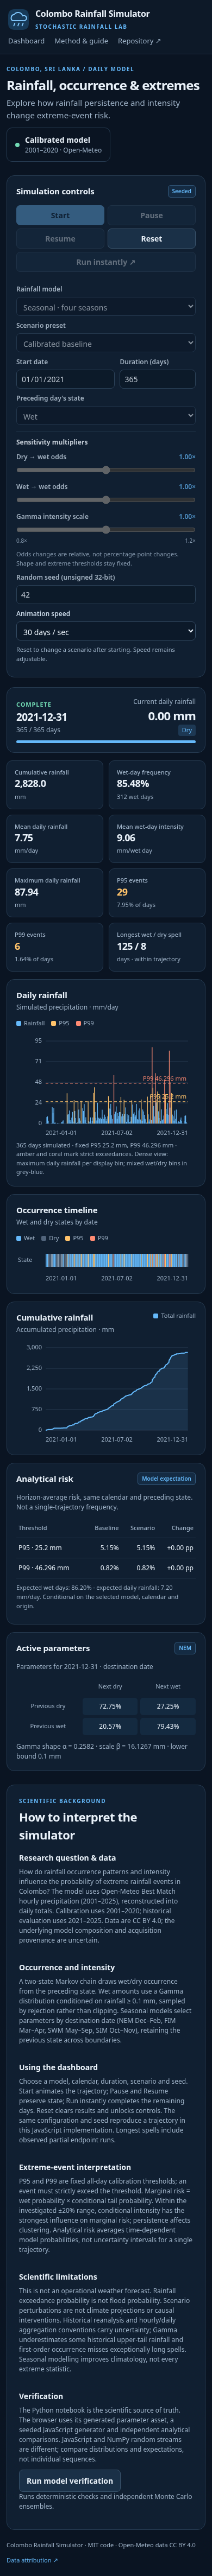 Colombo Rainfall Simulator
STOCHASTIC RAINFALL LAB
Dashboard Method & guide Repository ↗
COLOMBO, SRI LANKA / DAILY MODEL
Rainfall, occurrence & extremes
Explore how rainfall persistence and intensity
change extreme-event risk.
Calibrated model
2001–2020 · Open-Meteo
Simulation controls
Seeded
Start
Pause
Resume
Reset
Run instantly ↗
Rainfall model
Seasonal · four seasons
Scenario preset
Calibrated baseline
Start date
Duration (days)
01/01/2021
365
Preceding day's state
Wet
Sensitivity multipliers
Dry → wet odds 1.00×
Wet → wet odds 1.00×
Gamma intensity scale 1.00×
0.8× 1.2×
Odds changes are relative, not percentage-point changes.
Shape and extreme thresholds stay fixed.
Random seed (unsigned 32-bit)
42
Animation speed
30 days / sec
Reset to change a scenario after starting. Speed remains
adjustable.
COMPLETE
2021-12-31
365 / 365 days
Current daily rainfall
0.00 mm
Dry
Cumulative rainfall
2,828.0
mm
Wet-day frequency
85.48%
312 wet days
Mean daily rainfall
7.75
mm/day
Mean wet-day intensity
9.06
mm/wet day
Maximum daily rainfall
87.94
mm
P95 events
29
7.95% of days
P99 events
6
1.64% of days
Longest wet / dry spell
125 / 8
days · within trajectory
Daily rainfall
Simulated precipitation · mm/day
Rainfall P95 P99
95
71
48
24
0
P99 46.296 mm
P95 25.2 mm
2021-01-01 2021-07-02 2021-12-31
365 days simulated · fixed P95 25.2 mm, P99 46.296 mm ·
amber and coral mark strict exceedances. Dense view:
maximum daily rainfall per display bin; mixed wet/dry bins in
grey-blue.
Occurrence timeline
Wet and dry states by date
Wet Dry P95 P99
State
2021-01-01 2021-07-02 2021-12-31
Cumulative rainfall
Total rainfall
Accumulated precipitation · mm
3,000
2,250
1,500
750
0
2021-01-01 2021-07-02 2021-12-31
Analytical risk
Model expectation
Horizon-average risk, same calendar and preceding state.
Not a single-trajectory frequency.
Threshold Baseline Scenario Change
P95 · 25.2 mm 5.15% 5.15% +0.00 pp
P99 · 46.296 mm 0.82% 0.82% +0.00 pp
Expected wet days: 86.20% · expected daily rainfall: 7.20
mm/day. Conditional on the selected model, calendar and
origin.
Active parameters
NEM
Parameters for 2021-12-31 · destination date
Next dry Next wet
Previous dry 72.75% 27.25%
Previous wet 20.57% 79.43%
Gamma shape α = 0.2582 · scale β = 16.1267 mm · lower
bound 0.1 mm
SCIENTIFIC BACKGROUND
How to interpret the
simulator
Research question & data
How do rainfall occurrence patterns and intensity
influence the probability of extreme rainfall events in
Colombo? The model uses Open-Meteo Best Match
hourly precipitation (2001–2025), reconstructed into
daily totals. Calibration uses 2001–2020; historical
evaluation uses 2021–2025. Data are CC BY 4.0; the
underlying model composition and acquisition
provenance are uncertain.
Occurrence and intensity
A two-state Markov chain draws wet/dry occurrence
from the preceding state. Wet amounts use a Gamma
distribution conditioned on rainfall ≥ 0.1 mm, sampled
by rejection rather than clipping. Seasonal models select
parameters by destination date (NEM Dec–Feb, FIM
Mar–Apr, SWM May–Sep, SIM Oct–Nov), retaining the
previous state across boundaries.
Using the dashboard
Choose a model, calendar, duration, scenario and seed.
Start animates the trajectory; Pause and Resume
preserve state; Run instantly completes the remaining
days. Reset clears results and unlocks controls. The
same configuration and seed reproduce a trajectory in
this JavaScript implementation. Longest spells include
observed partial endpoint runs.
Extreme-event interpretation
P95 and P99 are fixed all-day calibration thresholds; an
event must strictly exceed the threshold. Marginal risk =
wet probability × conditional tail probability. Within the
investigated ±20% range, conditional intensity has the
strongest influence on marginal risk; persistence affects
clustering. Analytical risk averages time-dependent
model probabilities, not uncertainty intervals for a single
trajectory.
Scientific limitations
This is not an operational weather forecast. Rainfall
exceedance probability is not flood probability. Scenario
perturbations are not climate projections or causal
interventions. Historical reanalysis and hourly/daily
aggregation conventions carry uncertainty; Gamma
underestimates some historical upper-tail rainfall and
first-order occurrence misses exceptionally long spells.
Seasonal modelling improves climatology, not every
extreme statistic.
Verification
The Python notebook is the scientific source of truth.
The browser uses its generated parameter asset, a
seeded JavaScript generator and independent analytical
comparisons. JavaScript and NumPy random streams
are different; compare distributions and expectations,
not individual sequences.
Run model verification
Runs deterministic checks and independent Monte Carlo
ensembles.
Colombo Rainfall Simulator · MIT code · Open-Meteo data CC BY 4.0
Data attribution ↗